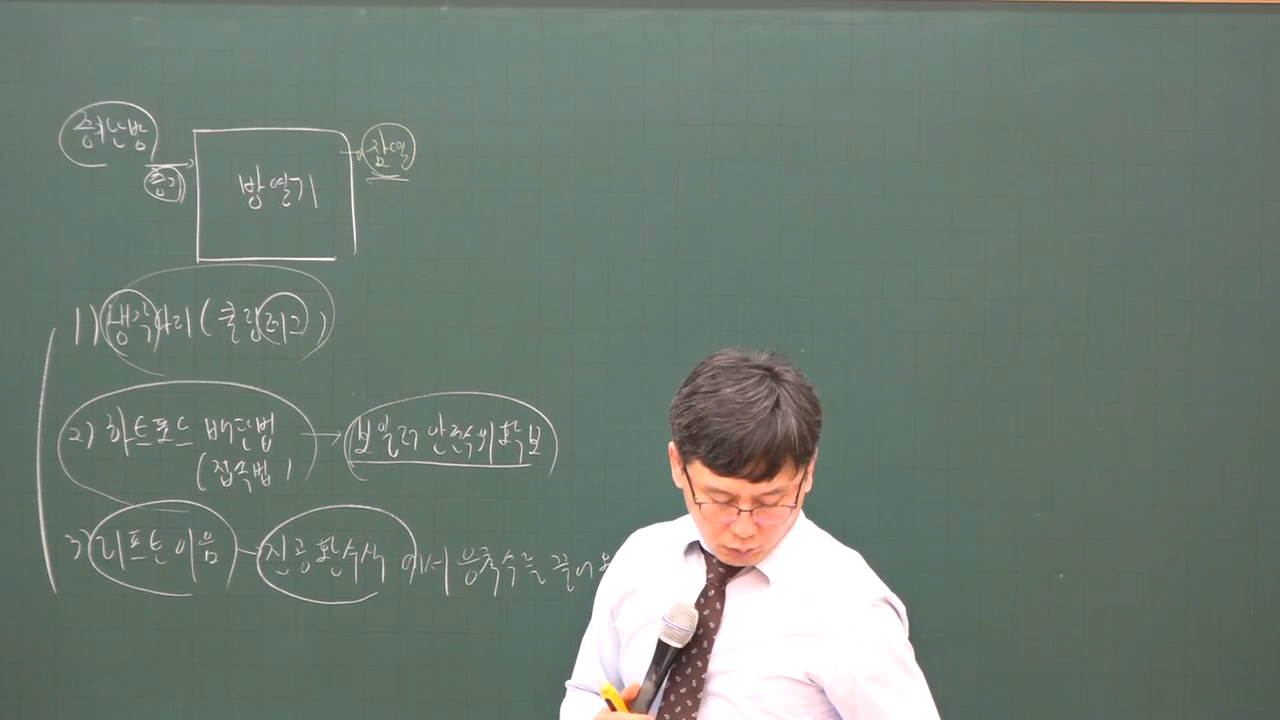 증기난방
증기
방열기
잠열
1) 냉각다리 (쿨링레그)
2) 하트포드 배관법
(접속법)
→ 보일러 안전수위 확보
3) 리프트 이음 - 진공환수식에서 응축수를 끌어